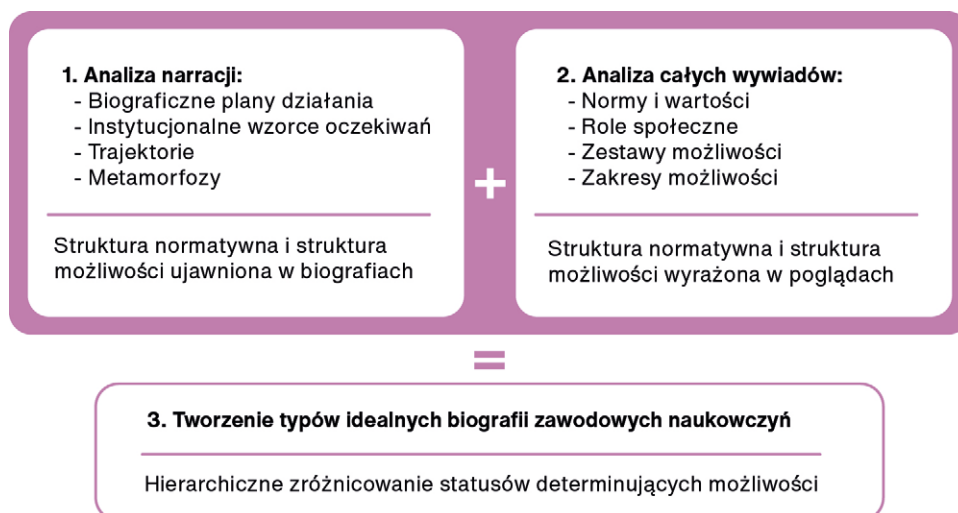 1. Analiza narracji:
- Biograficzne plany działania
- Instytucjonalne wzorce oczekiwań
- Trajektorie
- Metamorfozy
Struktura normatywna i struktura
możliwości ujawniona w biografiach
+
2. Analiza całych wywiadów:
- Normy i wartości
- Role społeczne
- Zestawy możliwości
- Zakresy możliwości
Struktura normatywna i struktura
możliwości wyrażona w poglądach
=
3. Tworzenie typów idealnych biografii zawodowych naukowczyń
Hierarchiczne zróżnicowanie statusów determinujących możliwości